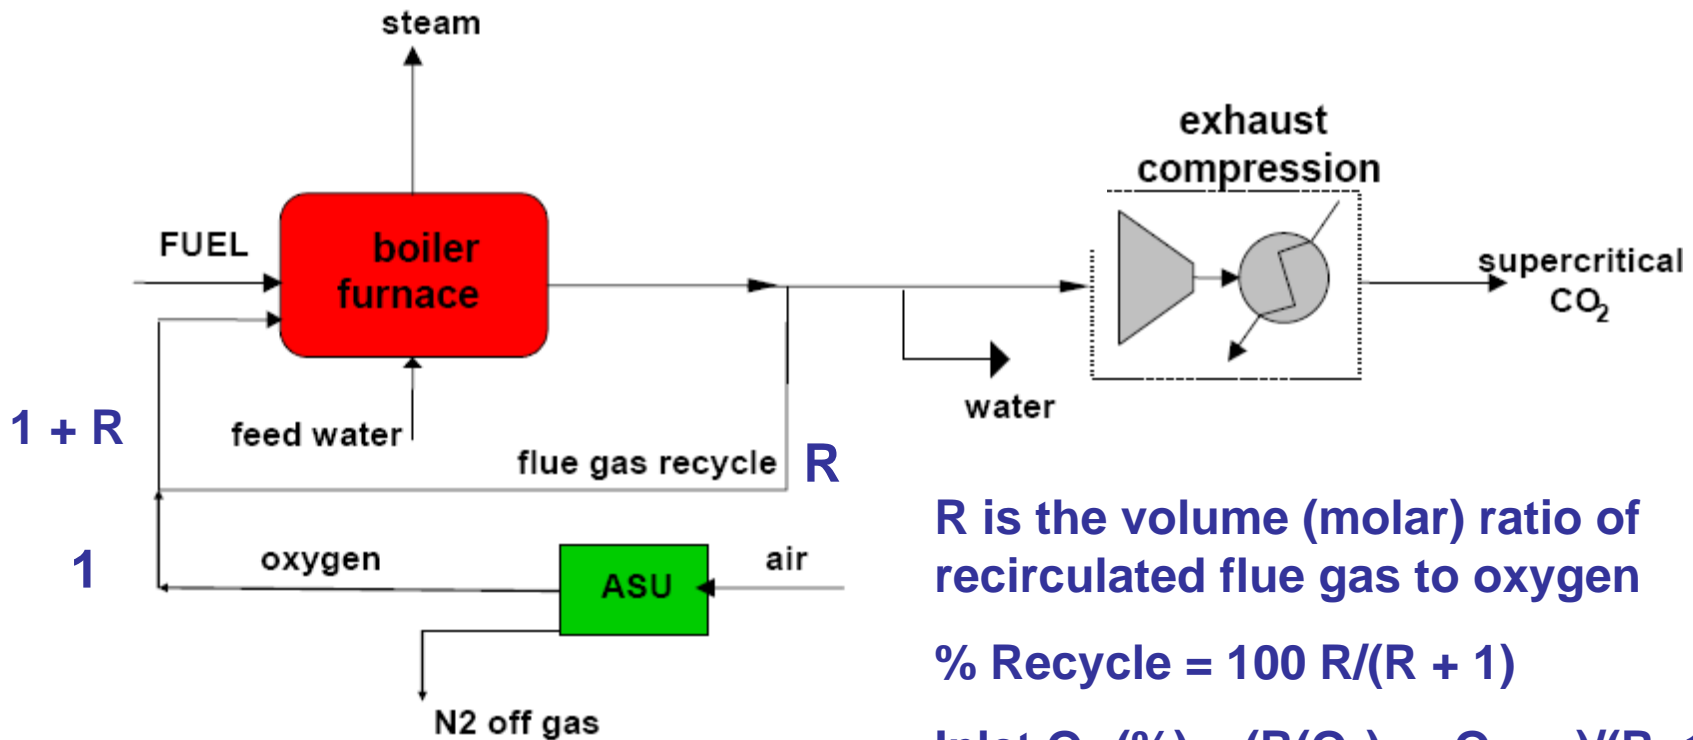 steam
exhaust
compression
FUEL
boiler
furnace
supercritical
CO2
water
1 + R
feed water
flue gas recycle
R
R is the volume (molar) ratio of
recirculated flue gas to oxygen
1
oxygen
ASU
air
% Recycle = 100 R/(R + 1)
N2 off gas